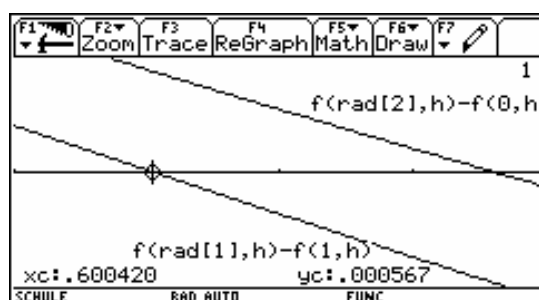 F1 F2 Zoom F3 Trace F4 ReGraph F5 Math F6 Draw F7
1
f(rad[2],h)-f(0,h
f(rad[1],h)-f(1,h)
xc:.600420 yc:.000567
SCHULE RAD AUTO FUNC